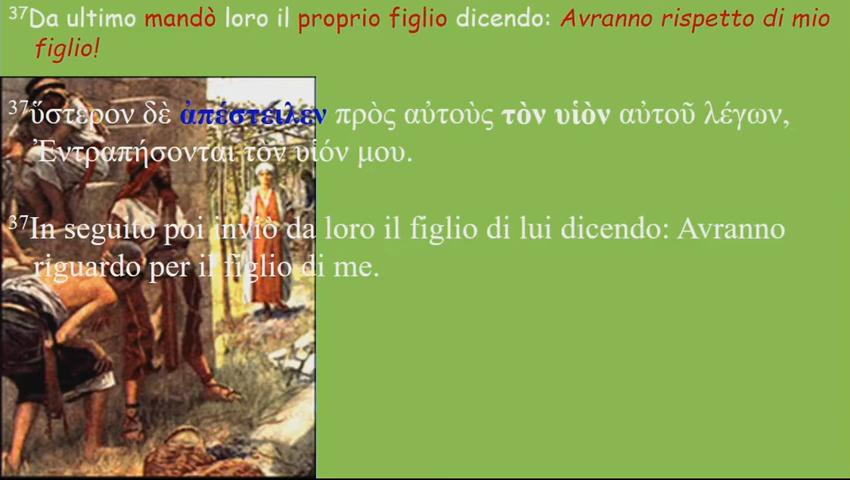 37Da ultimo mandò loro il proprio figlio dicendo: Avranno rispetto di mio
figlio!
37ὕστερον δὲ ἀπέστειλεν πρὸς αὐτοὺς τὸν υἱὸν αὐτοῦ λέγων,
Ἐντραπήσονται τὸν υἱόν μου.
37In seguito poi inviò da loro il figlio di lui dicendo: Avranno
riguardo per il figlio di me.